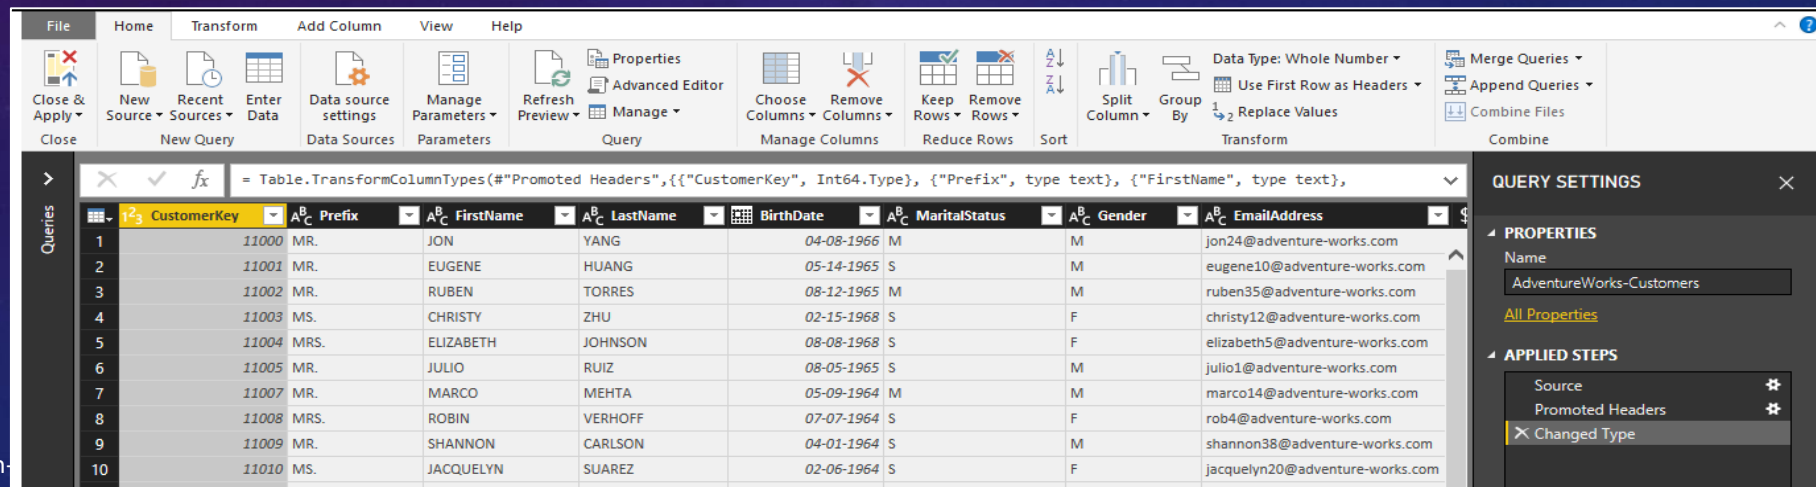 File Home Transform Add Column View Help
Close & Apply New Source Recent Sources Enter Data Data source settings Manage Parameters Refresh Preview Properties Advanced Editor Manage Choose Columns Remove Columns Keep Rows Remove Rows Split Column Group By Data Type: Whole Number Use First Row as Headers Replace Values Merge Queries Append Queries Combine Files
Close New Query Data Sources Parameters Query Manage Columns Reduce Rows Sort Transform Combine
Queries
fx = Table.TransformColumnTypes(#"Promoted Headers",{{"CustomerKey", Int64.Type}, {"Prefix", type text}, {"FirstName", type text},
CustomerKey Prefix FirstName LastName BirthDate MaritalStatus Gender EmailAddress $
1 11000 MR. JON YANG 04-08-1966 M M jon24@adventure-works.com
2 11001 MR. EUGENE HUANG 05-14-1965 S M eugene10@adventure-works.com
3 11002 MR. RUBEN TORRES 08-12-1965 M M ruben35@adventure-works.com
4 11003 MS. CHRISTY ZHU 02-15-1968 S F christy12@adventure-works.com
5 11004 MRS. ELIZABETH JOHNSON 08-08-1968 S F elizabeth5@adventure-works.com
6 11005 MR. JULIO RUIZ 08-05-1965 S M julio1@adventure-works.com
7 11007 MR. MARCO MEHTA 05-09-1964 M M marco14@adventure-works.com
8 11008 MRS. ROBIN VERHOFF 07-07-1964 S F rob4@adventure-works.com
9 11009 MR. SHANNON CARLSON 04-01-1964 S M shannon38@adventure-works.com
10 11010 MS. JACQUELYN SUAREZ 02-06-1964 S F jacquelyn20@adventure-works.com
QUERY SETTINGS
PROPERTIES
Name
AdventureWorks-Customers
All Properties
APPLIED STEPS
Source
Promoted Headers
Changed Type